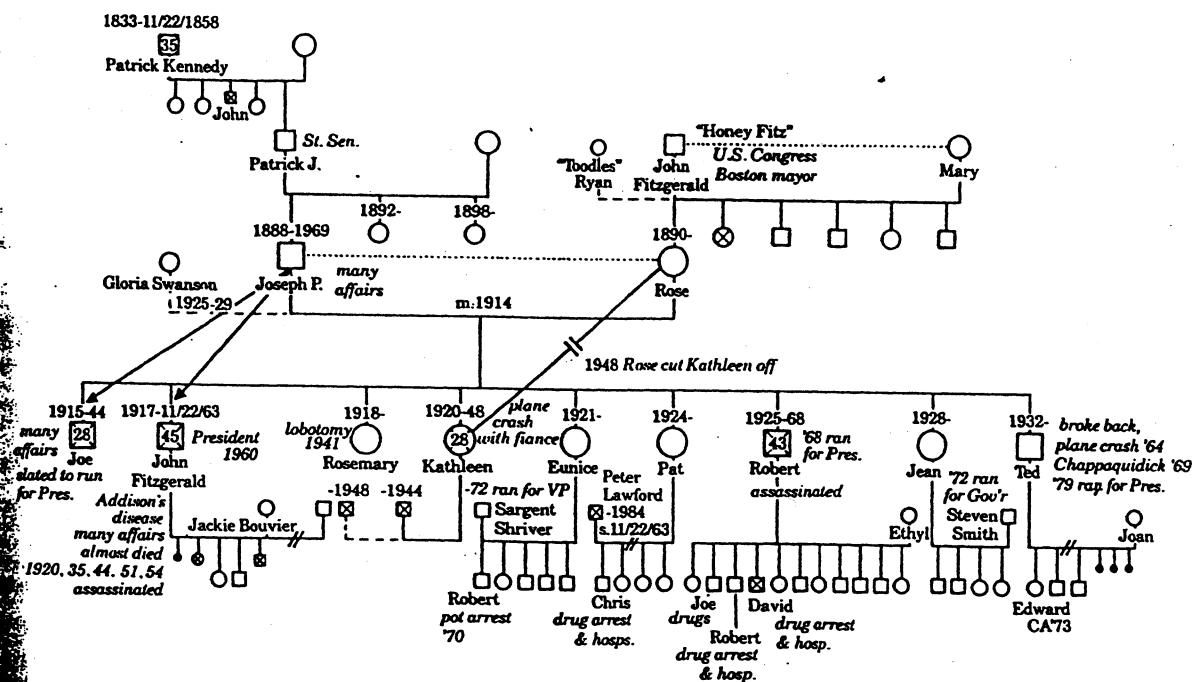 1833-11/22/1858
35
Patrick Kennedy
John
St. Sen.
Patrick J.
"Toodles"
Ryan
"Honey Fitz"
John
Fitzgerald
U.S. Congress
Boston mayor
Mary
1892-
1898-
1888-1969
1890-
Gloria Swanson
Joseph P.
many
affairs
Rose
1925-29
m.1914
1948 Rose cut Kathleen off
1915-44
28
many
affairs
Joe
slated to run
for Pres.
1917-11/22/63
45
President
1960
John
Fitzgerald
Addison's
disease
many affairs
almost died
1920, 35, 44, 51, 54
assassinated
Jackie Bouvier
1918-
lobotomy
1941
Rosemary
1920-48
28
Kathleen
plane
crash
with fiance
-1948
-1944
1921-
Eunice
-72 ran for VP
Sargent
Shriver
1924-
Pat
Peter
Lawford
-1984
s.11/22/63
1925-68
43
'68 ran
for Pres.
Robert
assassinated
Ethyl
1928-
Jean
'72 ran
for Gov'r
Steven
Smith
1932-
Ted
broke back,
plane crash '64
Chappaquidick '69
'79 ran for Pres.
Joan
Robert
pot arrest
'70
Chris
drug arrest
& hosps.
Joe
drugs
Robert
drug arrest
& hosp.
David
drug arrest
& hosp.
Edward
CA'73